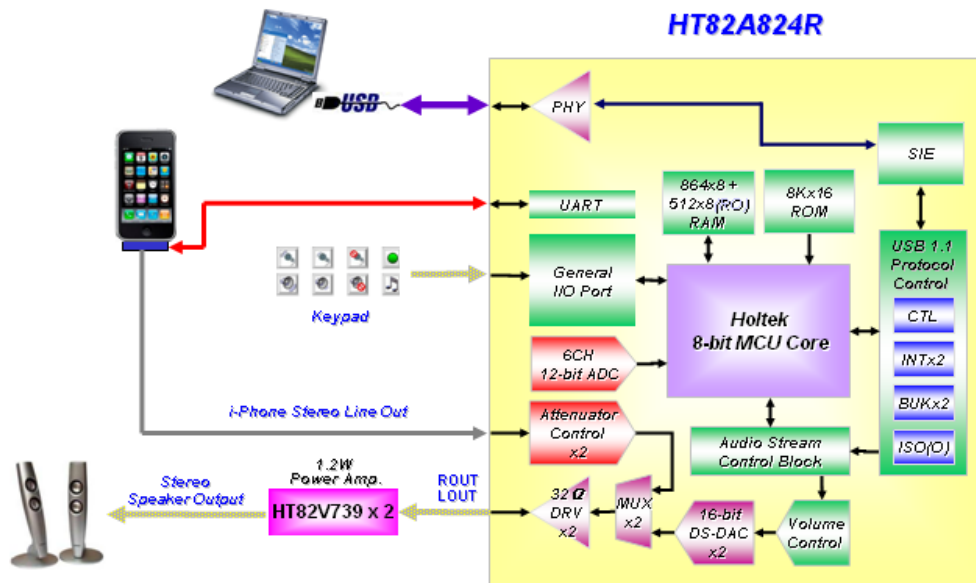 HT82A824R
B USB
PHY
SIE
864x8 +
512x8(RO)
RAM
8Kx16
ROM
UART
USB 1.1
Protocol
Control
General
I/O Port
Keypad
CTL
Holtek
8-bit MCU Core
INTx2
6CH
12-bit ADC
BUKx2
i-Phone Stereo Line Out
Attenuator
Control
x2
Audio Stream
Control Block
ISO(O)
1.2W
Power Amp.
Stereo
Speaker Output
HT82V739 x 2
ROUT
LOUT
32Ω
DRV
x2
MUX
x2
16-bit
DS-DAC
x2
Volume
Control